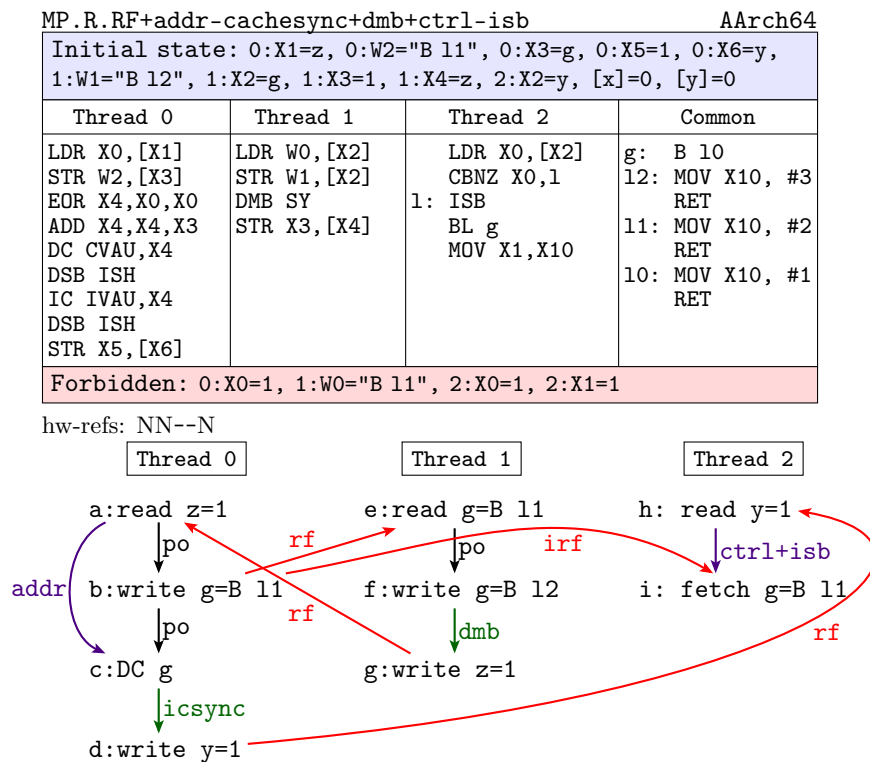 MP.R.RF+addr-cachesync+dmb+ctrl-isb AArch64
Initial state: 0:X1=z, 0:W2="B l1", 0:X3=g, 0:X5=1, 0:X6=y,
1:W1="B l2", 1:X2=g, 1:X3=1, 1:X4=z, 2:X2=y, [x]=0, [y]=0
Thread 0 Thread 1 Thread 2 Common
LDR X0,[X1] LDR W0,[X2] LDR X0,[X2] g: B l0
STR W2,[X3] STR W1,[X2] CBNZ X0,l l2: MOV X10, #3
EOR X4,X0,X0 DMB SY l: ISB RET
ADD X4,X4,X3 STR X3,[X4] BL g l1: MOV X10, #2
DC CVAU,X4 MOV X1,X10 RET
DSB ISH l0: MOV X10, #1
IC IVAU,X4 RET
DSB ISH
STR X5,[X6]
Forbidden: 0:X0=1, 1:W0="B l1", 2:X0=1, 2:X1=1
hw-refs: NN--N
Thread 0 Thread 1 Thread 2
a:read z=1 e:read g=B l1 h: read y=1
po rf po irf ctrl+isb
addr b:write g=B l1 f:write g=B l2 i: fetch g=B l1
po rf dmb rf
c:DC g g:write z=1
icsync
d:write y=1